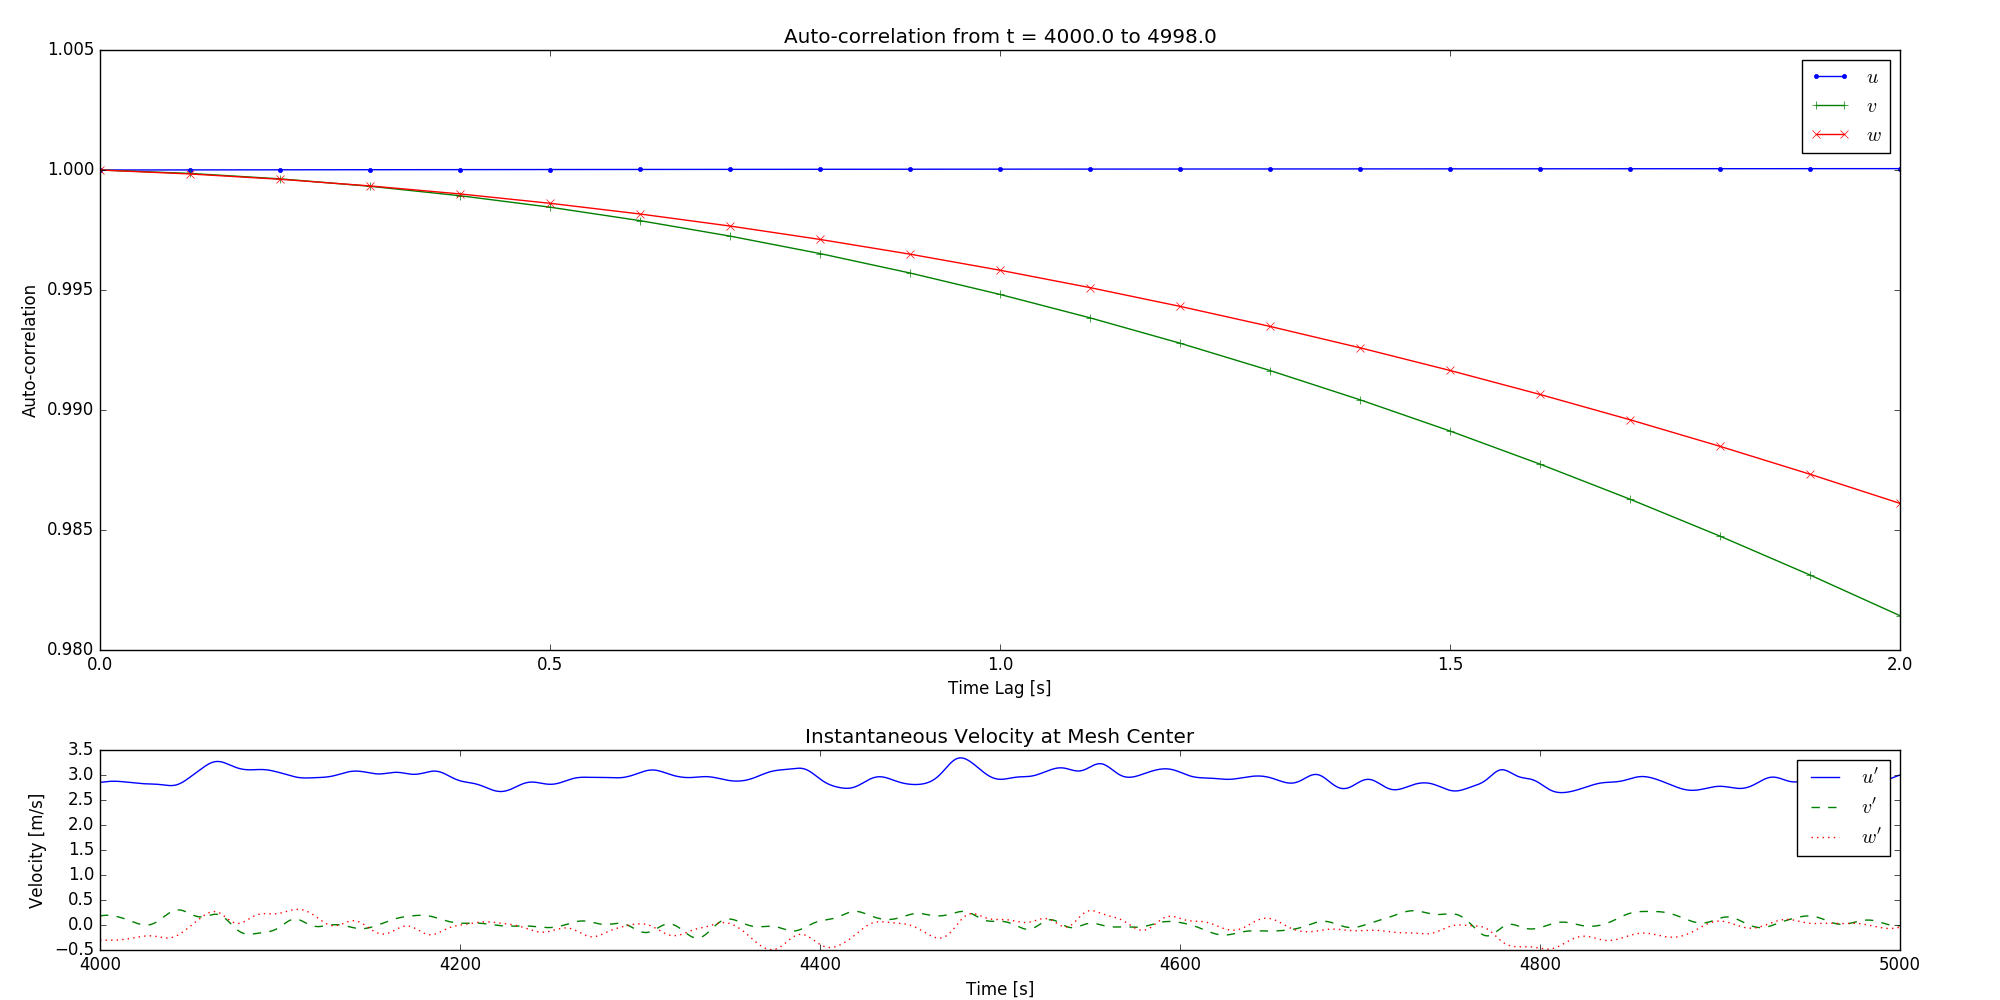 Auto-correlation from t = 4000.0 to 4998.0
1.005
1.000
0.995
0.990
0.985
0.980
Auto-correlation
u
v
w
0.0 0.5 1.0 1.5 2.0
Time Lag [s]
Instantaneous Velocity at Mesh Center
3.5
3.0
2.5
2.0
1.5
1.0
0.5
0.0
−0.5
Velocity [m/s]
u′
v′
w′
4000 4200 4400 4600 4800 5000
Time [s]